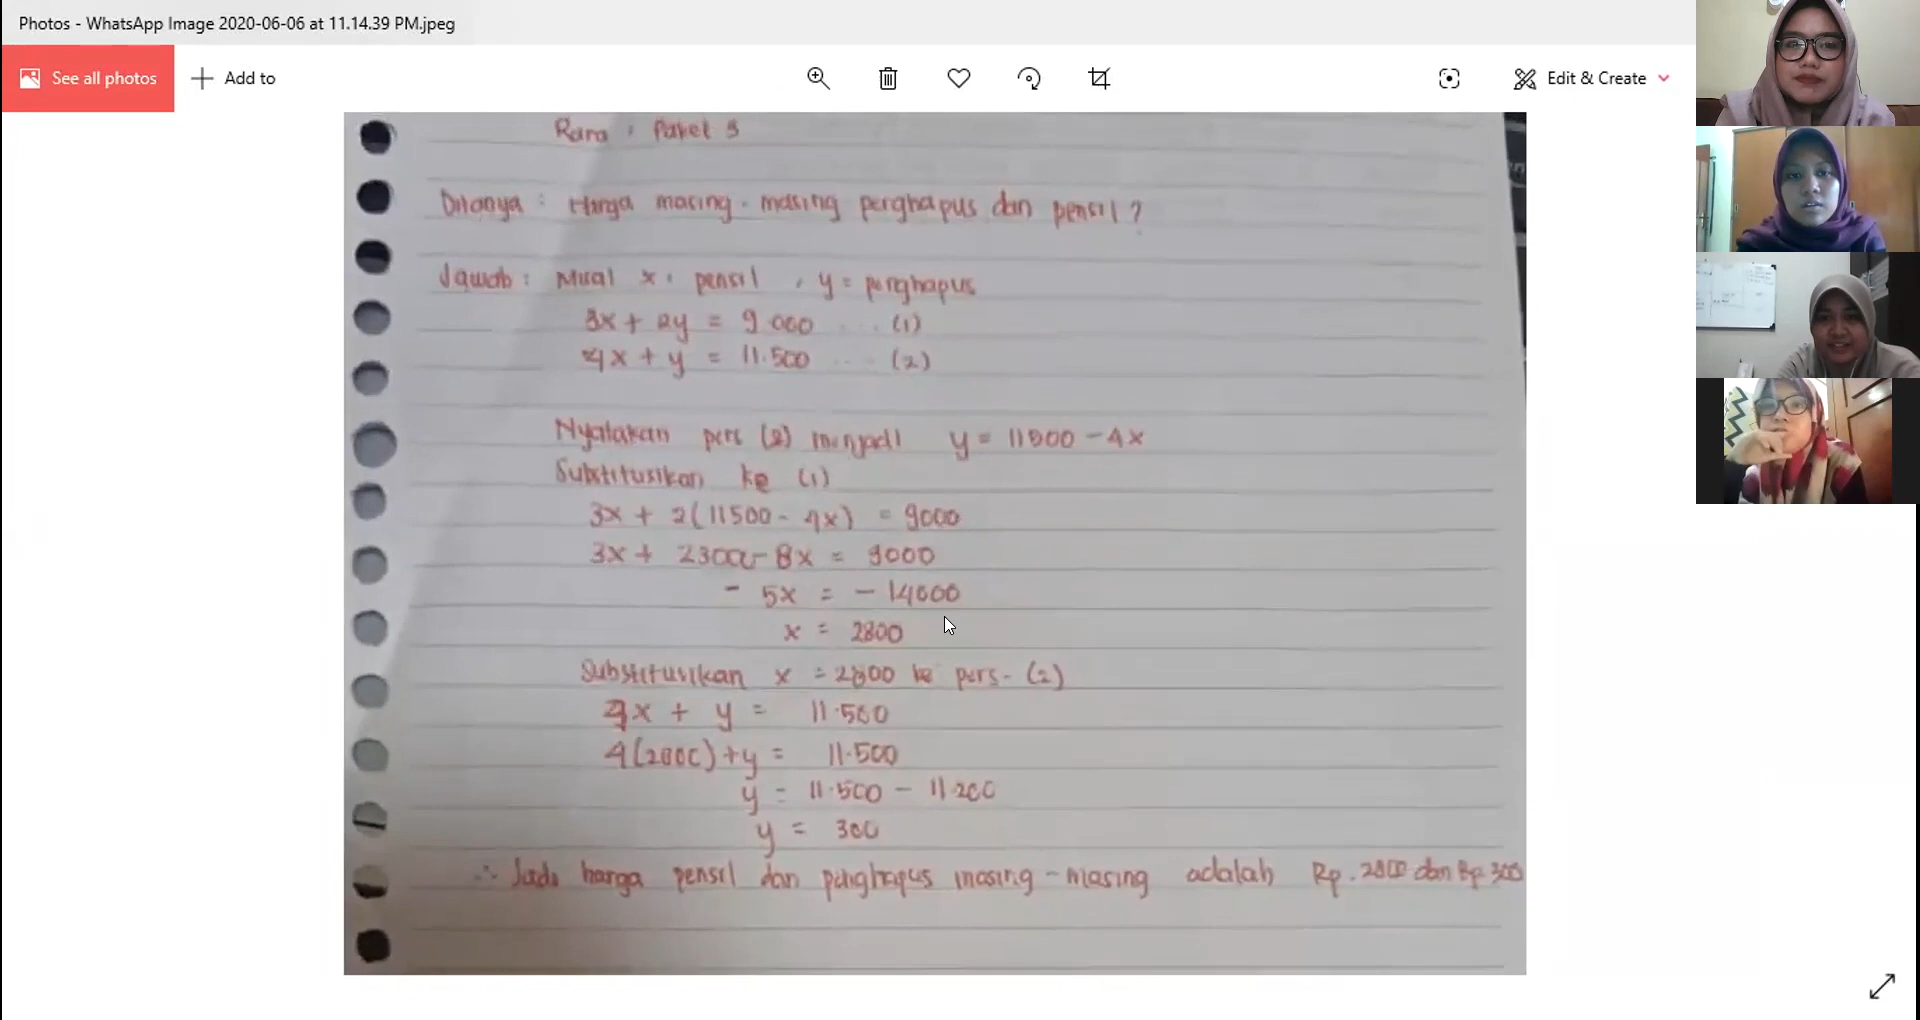 Photos - WhatsApp Image 2020-06-06 at 11.14.39 PM.jpeg
See all photos
Add to
Edit & Create
Rara : Paket 3
Ditanya : Harga masing - masing penghapus dan pensil ?
Jawab : Misal x = pensil , y = penghapus
3x + 2y = 9000 ... (1)
4x + y = 11.500 ... (2)
Nyatakan pers (2) menjadi y = 11500 - 4x
Substitusikan ke (1)
3x + 2(11500 - 4x) = 9000
3x + 23000 - 8x = 9000
- 5x = - 14000
x = 2800
Substitusikan x = 2800 ke pers. (2)
4x + y = 11.500
4(2800) + y = 11.500
y = 11.500 - 11.200
y = 300
∴ Jadi harga pensil dan penghapus masing - masing adalah Rp. 2800 dan Rp 300